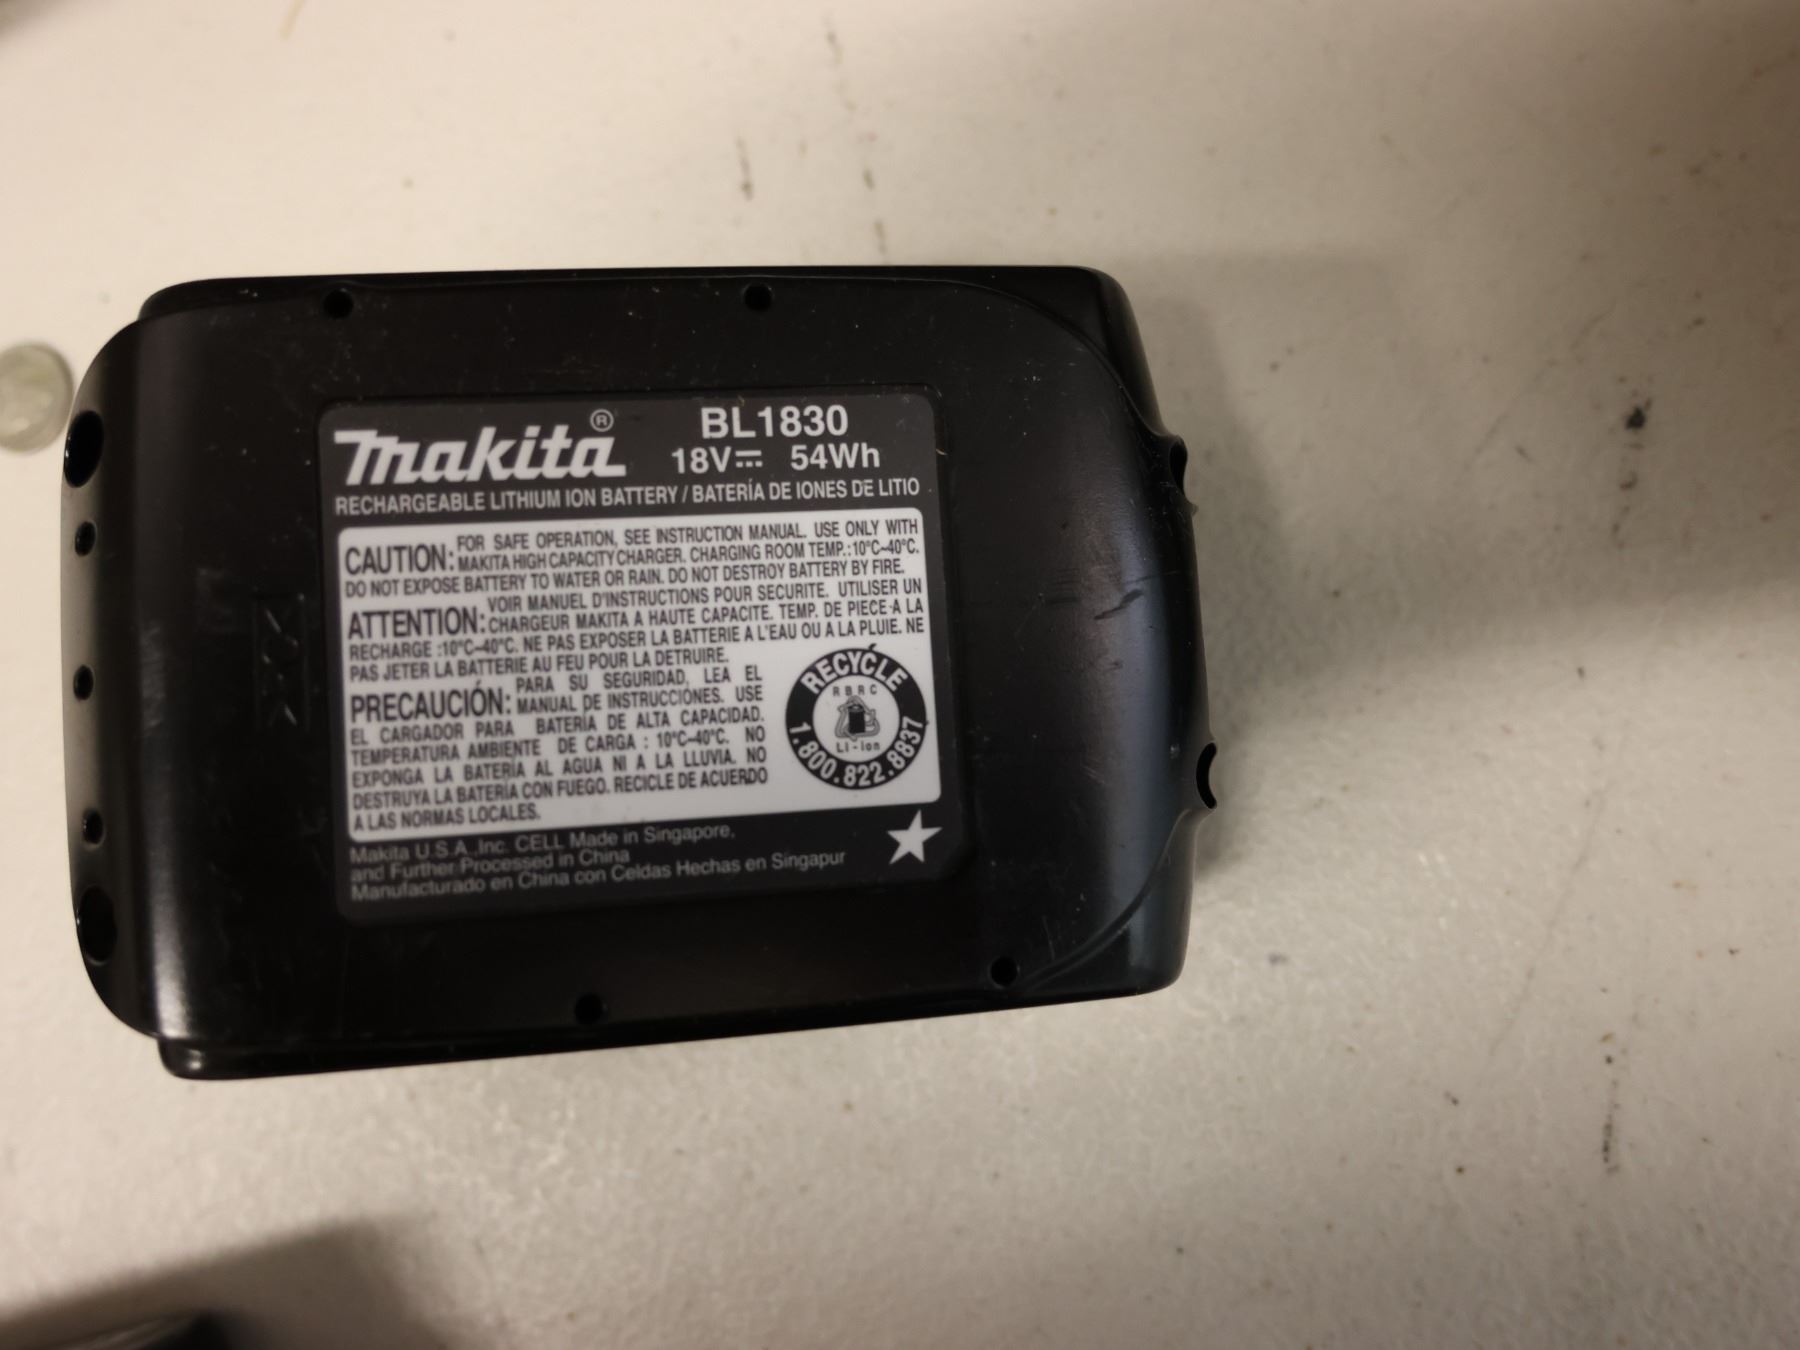 Makita® BL1830
18V⎓ 54Wh
RECHARGEABLE LITHIUM ION BATTERY / BATERÍA DE IONES DE LITIO
CAUTION: FOR SAFE OPERATION, SEE INSTRUCTION MANUAL. USE ONLY WITH
MAKITA HIGH CAPACITY CHARGER. CHARGING ROOM TEMP.:10°C~40°C.
DO NOT EXPOSE BATTERY TO WATER OR RAIN. DO NOT DESTROY BATTERY BY FIRE.
ATTENTION: VOIR MANUEL D'INSTRUCTIONS POUR SECURITE. UTILISER UN
CHARGEUR MAKITA A HAUTE CAPACITE. TEMP. DE PIECE A LA
RECHARGE :10°C~40°C. NE PAS EXPOSER LA BATTERIE A L'EAU OU A LA PLUIE. NE
PAS JETER LA BATTERIE AU FEU POUR LA DETRUIRE.
PRECAUCIÓN: PARA SU SEGURIDAD, LEA EL
MANUAL DE INSTRUCCIONES. USE
EL CARGADOR PARA BATERÍA DE ALTA CAPACIDAD.
TEMPERATURA AMBIENTE DE CARGA : 10°C~40°C. NO
EXPONGA LA BATERÍA AL AGUA NI A LA LLUVIA. NO
DESTRUYA LA BATERÍA CON FUEGO. RECICLE DE ACUERDO
A LAS NORMAS LOCALES.
RECYCLE
RBRC
Li-ion
1.800.822.8837
Makita U.S.A.,Inc. CELL Made in Singapore,
and Further Processed in China
Manufacturado en China con Celdas Hechas en Singapur